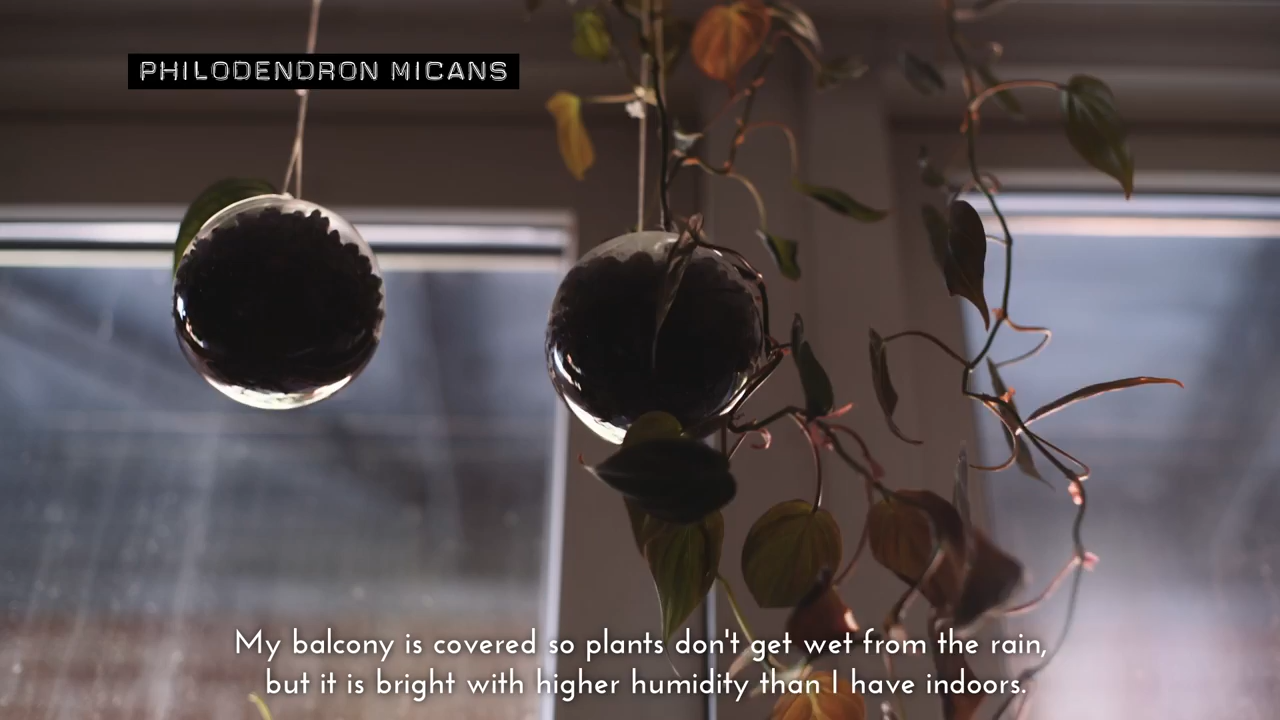 PHILODENDRON MICANS
My balcony is covered so plants don't get wet from the rain,
but it is bright with higher humidity than I have indoors.